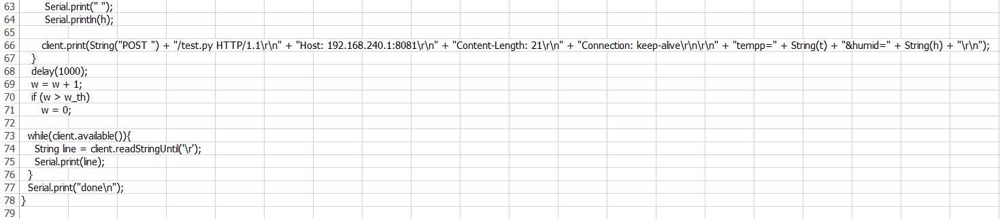 63 Serial.print(" ");
64 Serial.println(h);
65
66 client.print(String("POST ") + "/test.py HTTP/1.1\r\n" + "Host: 192.168.240.1:8081\r\n" + "Content-Length: 21\r\n" + "Connection: keep-alive\r\n\r\n" + "tempp=" + String(t) + "&humid=" + String(h) + "\r\n");
67 }
68 delay(1000);
69 w = w + 1;
70 if (w > w_th)
71 w = 0;
72
73 while(client.available()){
74 String line = client.readStringUntil('\r');
75 Serial.print(line);
76 }
77 Serial.print("done\n");
78 }
79